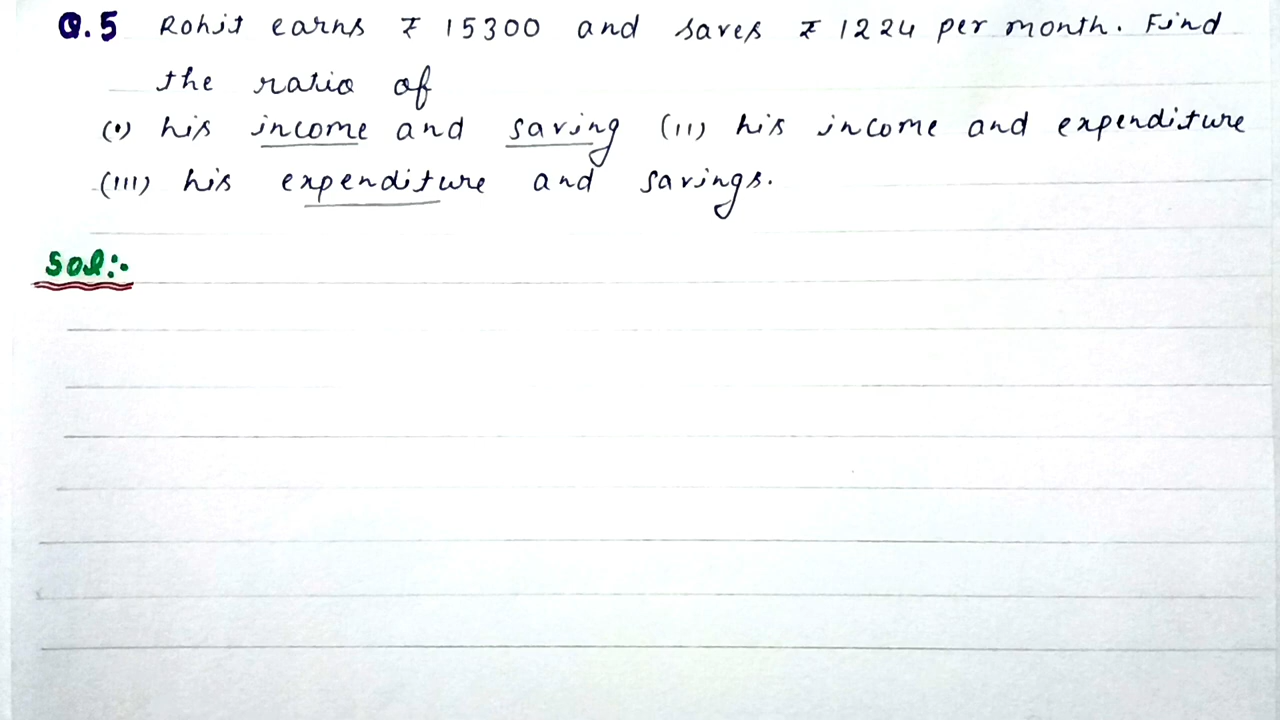 Q.5 Rohit earns ₹ 15300 and saves ₹ 1224 per month. Find
the ratio of
(i) his income and saving (ii) his income and expenditure
(iii) his expenditure and savings.
Sol:-